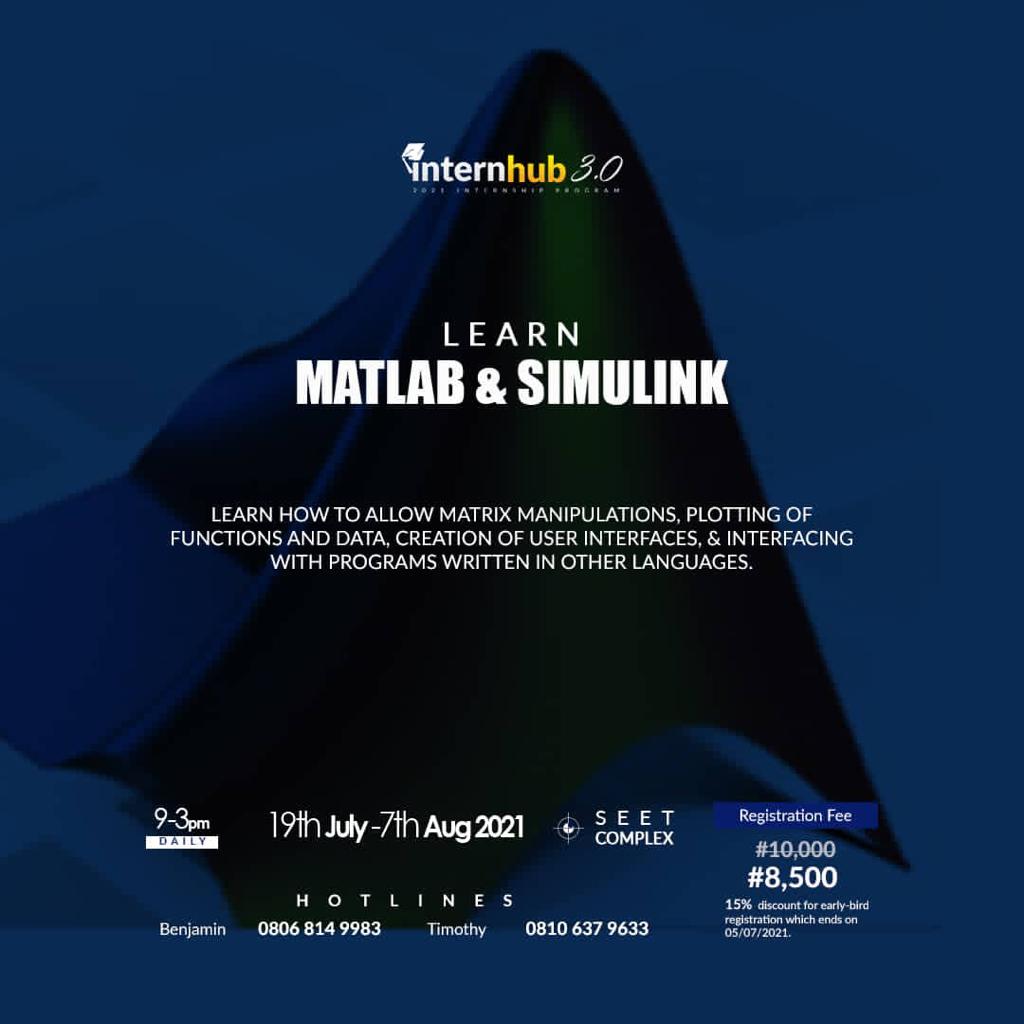 internhub 3.0
2021 INTERNSHIP PROGRAM
LEARN
MATLAB & SIMULINK
LEARN HOW TO ALLOW MATRIX MANIPULATIONS, PLOTTING OF
FUNCTIONS AND DATA, CREATION OF USER INTERFACES, & INTERFACING
WITH PROGRAMS WRITTEN IN OTHER LANGUAGES.
9-3pm
DAILY
19th July -7th Aug 2021
SEET
COMPLEX
Registration Fee
#10,000
#8,500
15% discount for early-bird
registration which ends on
05/07/2021.
HOTLINES
Benjamin 0806 814 9983 Timothy 0810 637 9633